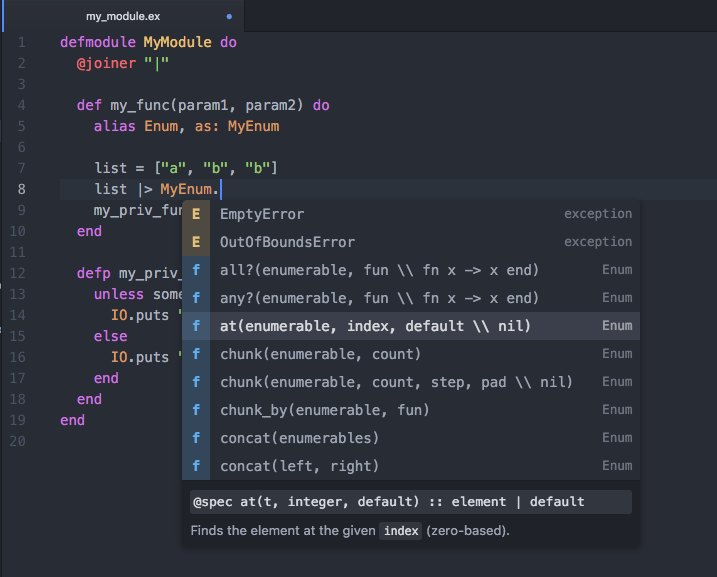 my_module.ex
1 defmodule MyModule do
2 @joiner "|"
3
4 def my_func(param1, param2) do
5 alias Enum, as: MyEnum
6
7 list = ["a", "b", "b"]
8 list |> MyEnum.
9 my_priv_fun
10 end
11
12 defp my_priv_
13 unless some
14 IO.puts "
15 else
16 IO.puts "
17 end
18 end
19 end
20
E EmptyError exception
E OutOfBoundsError exception
f all?(enumerable, fun \\ fn x -> x end) Enum
f any?(enumerable, fun \\ fn x -> x end) Enum
f at(enumerable, index, default \\ nil) Enum
f chunk(enumerable, count) Enum
f chunk(enumerable, count, step, pad \\ nil) Enum
f chunk_by(enumerable, fun) Enum
f concat(enumerables) Enum
f concat(left, right) Enum
@spec at(t, integer, default) :: element | default
Finds the element at the given index (zero-based).